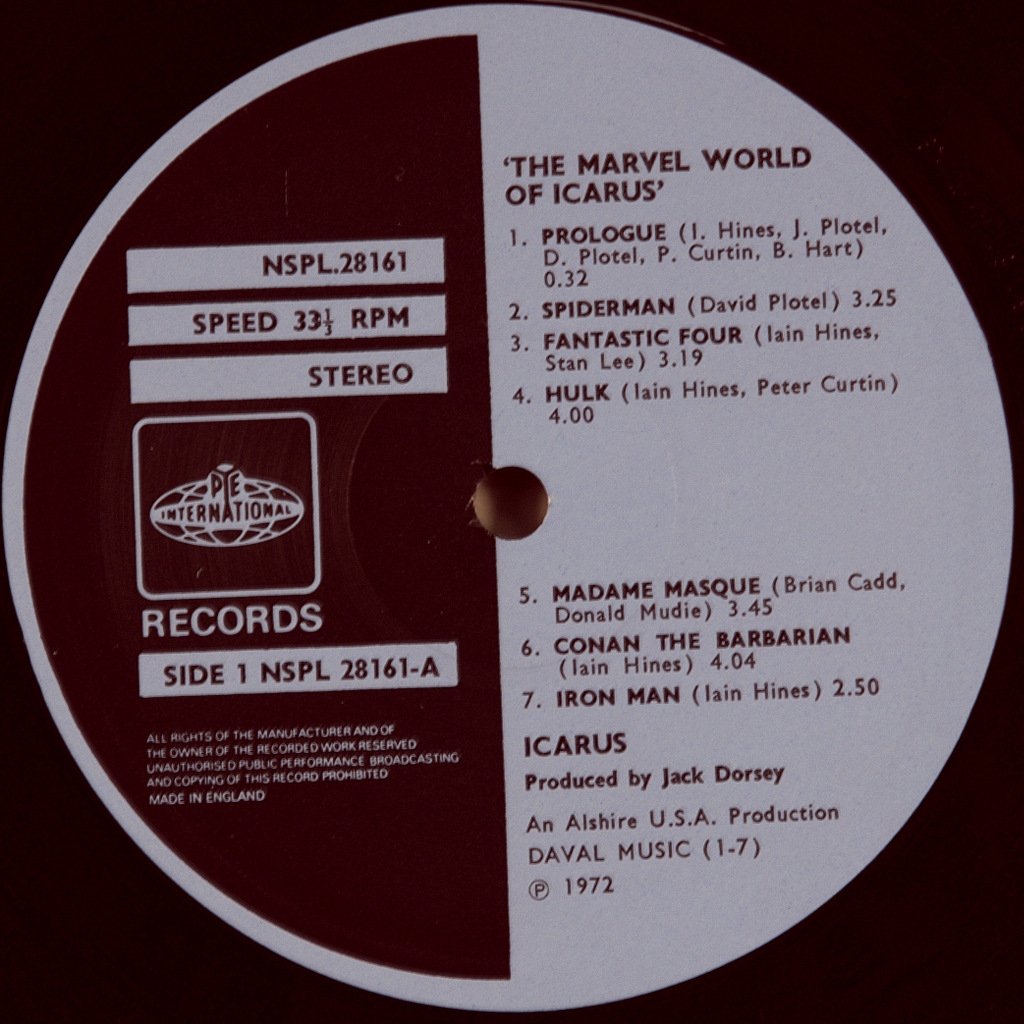 NSPL.28161
SPEED 33⅓ RPM
STEREO
PYE
INTERNATIONAL
RECORDS
SIDE 1 NSPL 28161-A
ALL RIGHTS OF THE MANUFACTURER AND OF
THE OWNER OF THE RECORDED WORK RESERVED
UNAUTHORISED PUBLIC PERFORMANCE BROADCASTING
AND COPYING OF THIS RECORD PROHIBITED
MADE IN ENGLAND
‘THE MARVEL WORLD
OF ICARUS’
1. PROLOGUE (I. Hines, J. Plotel,
D. Plotel, P. Curtin, B. Hart)
0.32
2. SPIDERMAN (David Plotel) 3.25
3. FANTASTIC FOUR (Iain Hines,
Stan Lee) 3.19
4. HULK (Iain Hines, Peter Curtin)
4.00
5. MADAME MASQUE (Brian Cadd,
Donald Mudie) 3.45
6. CONAN THE BARBARIAN
(Iain Hines) 4.04
7. IRON MAN (Iain Hines) 2.50
ICARUS
Produced by Jack Dorsey
An Alshire U.S.A. Production
DAVAL MUSIC (1-7)
℗ 1972